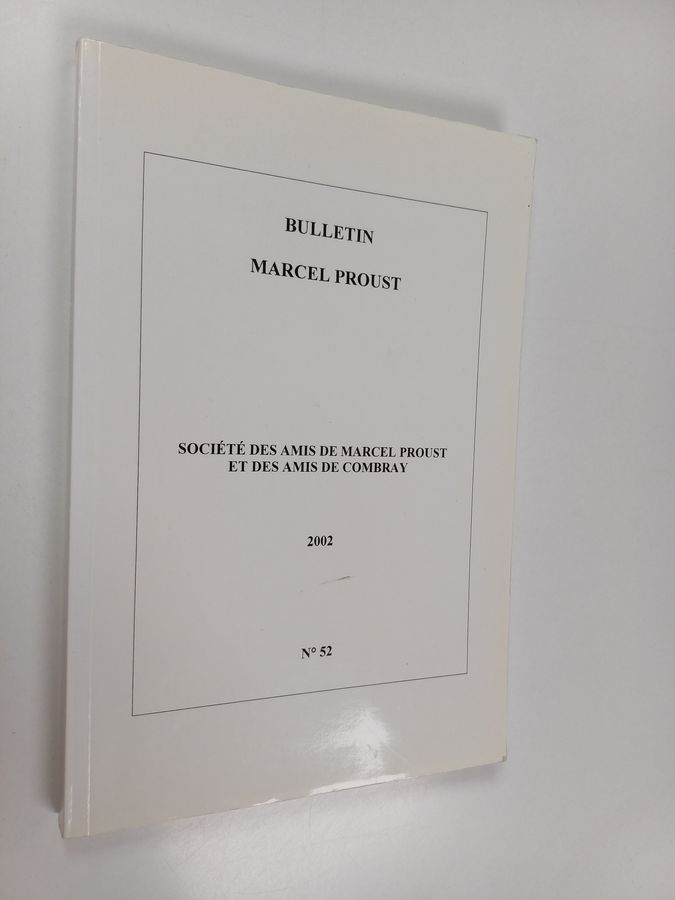 BULLETIN
MARCEL PROUST
SOCIÉTÉ DES AMIS DE MARCEL PROUST
ET DES AMIS DE COMBRAY
2002
N° 52